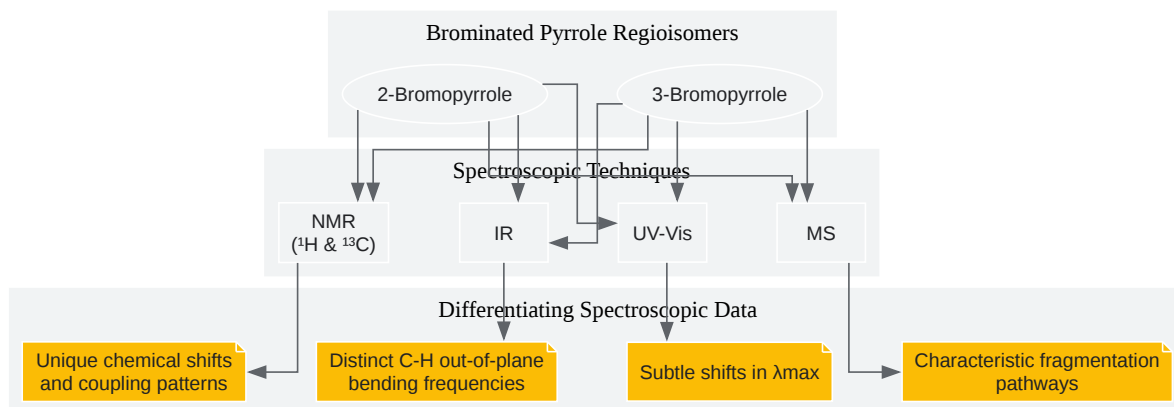 Brominated Pyrrole Regioisomers
2-Bromopyrrole
3-Bromopyrrole
Spectroscopic Techniques
NMR
(¹H & ¹³C)
IR
UV-Vis
MS
Differentiating Spectroscopic Data
Unique chemical shifts
and coupling patterns
Distinct C-H out-of-plane
bending frequencies
Subtle shifts in λmax
Characteristic fragmentation
pathways